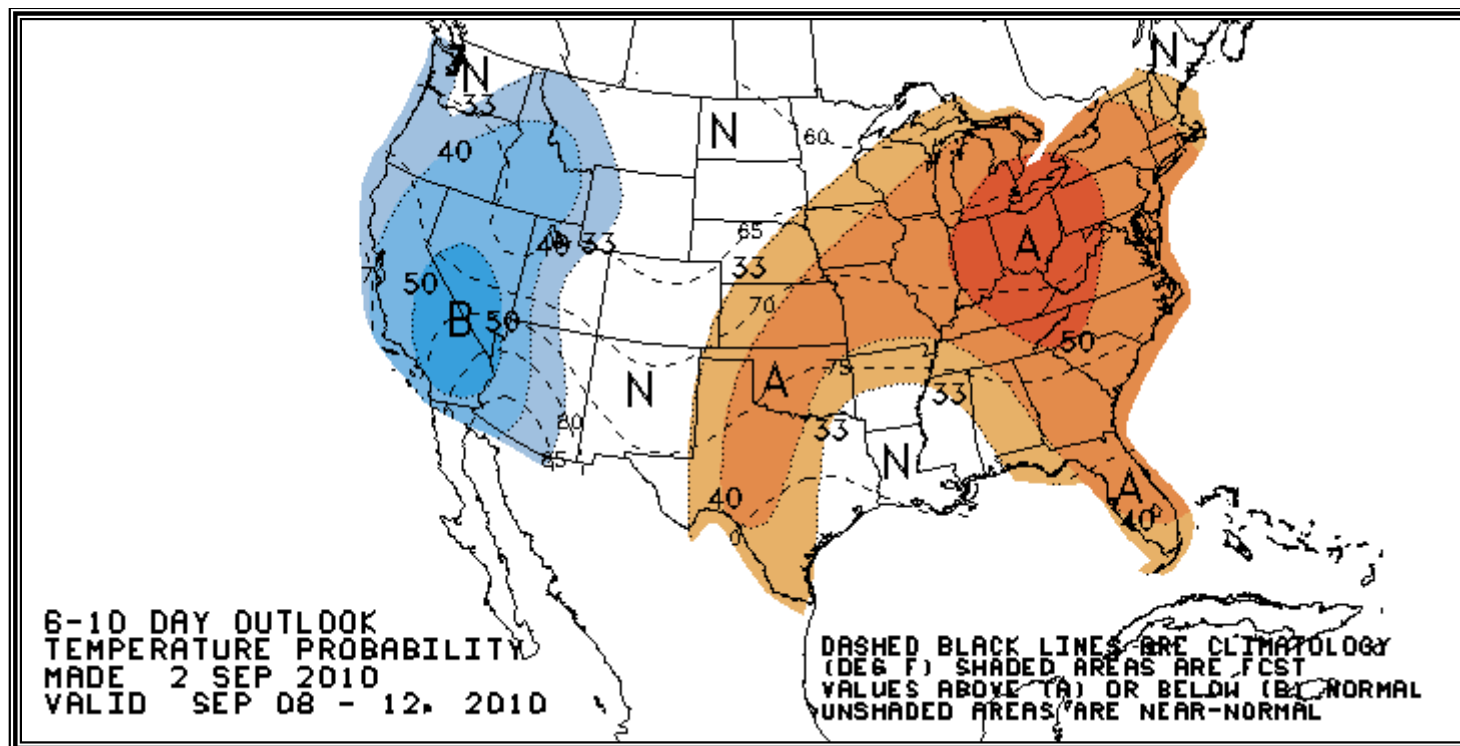 N
33
40
N
60
65
33
40
33
70
50
B
50
A
50
A
75
N
33
33
80
85
N
40
0
A
40
6-10 DAY OUTLOOK
TEMPERATURE PROBABILITY
MADE 2 SEP 2010
VALID SEP 08 - 12, 2010
DASHED BLACK LINES ARE CLIMATOLOGY
(DEG F) SHADED AREAS ARE FCST
VALUES ABOVE (A) OR BELOW (B) NORMAL
UNSHADED AREAS ARE NEAR-NORMAL
N